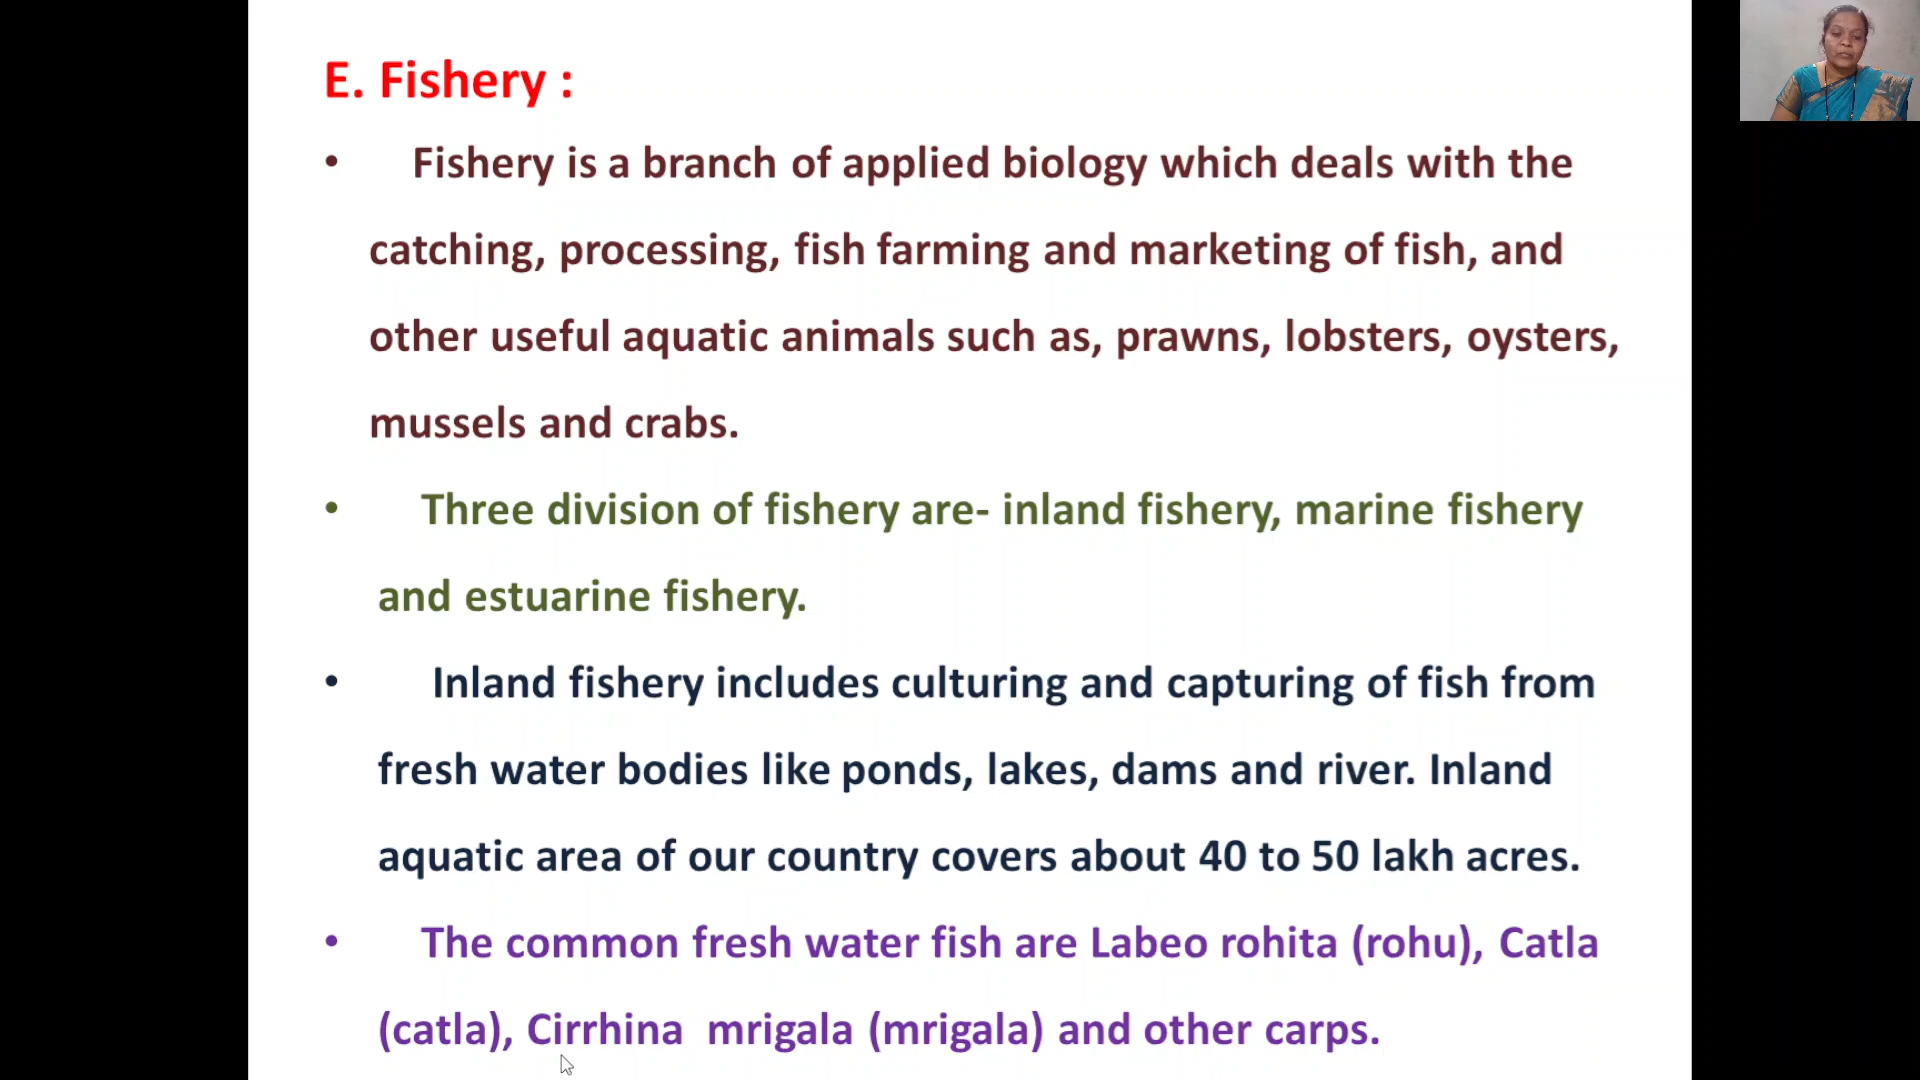 E. Fishery :
• Fishery is a branch of applied biology which deals with the
catching, processing, fish farming and marketing of fish, and
other useful aquatic animals such as, prawns, lobsters, oysters,
mussels and crabs.
• Three division of fishery are- inland fishery, marine fishery
and estuarine fishery.
• Inland fishery includes culturing and capturing of fish from
fresh water bodies like ponds, lakes, dams and river. Inland
aquatic area of our country covers about 40 to 50 lakh acres.
• The common fresh water fish are Labeo rohita (rohu), Catla
(catla), Cirrhina mrigala (mrigala) and other carps.